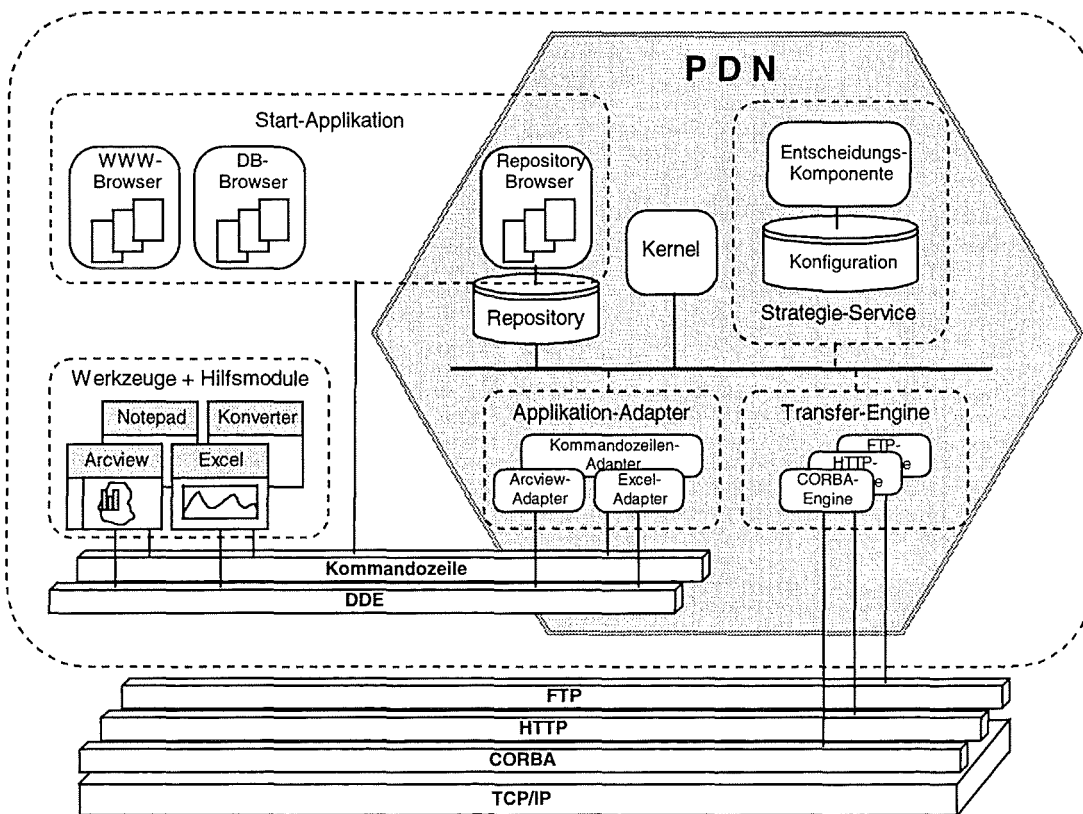 PDN
Start-Applikation
WWW-
Browser
DB-
Browser
Repository
Browser
Repository
Kernel
Entscheidungs-
Komponente
Konfiguration
Strategie-Service
Werkzeuge + Hilfsmodule
Notepad
Konverter
Arcview
Excel
Applikation-Adapter
Kommandozeilen-
Adapter
Arcview-
Adapter
Excel-
Adapter
Transfer-Engine
FTP-
HTTP-
CORBA-
Engine
Kommandozeile
DDE
FTP
HTTP
CORBA
TCP/IP